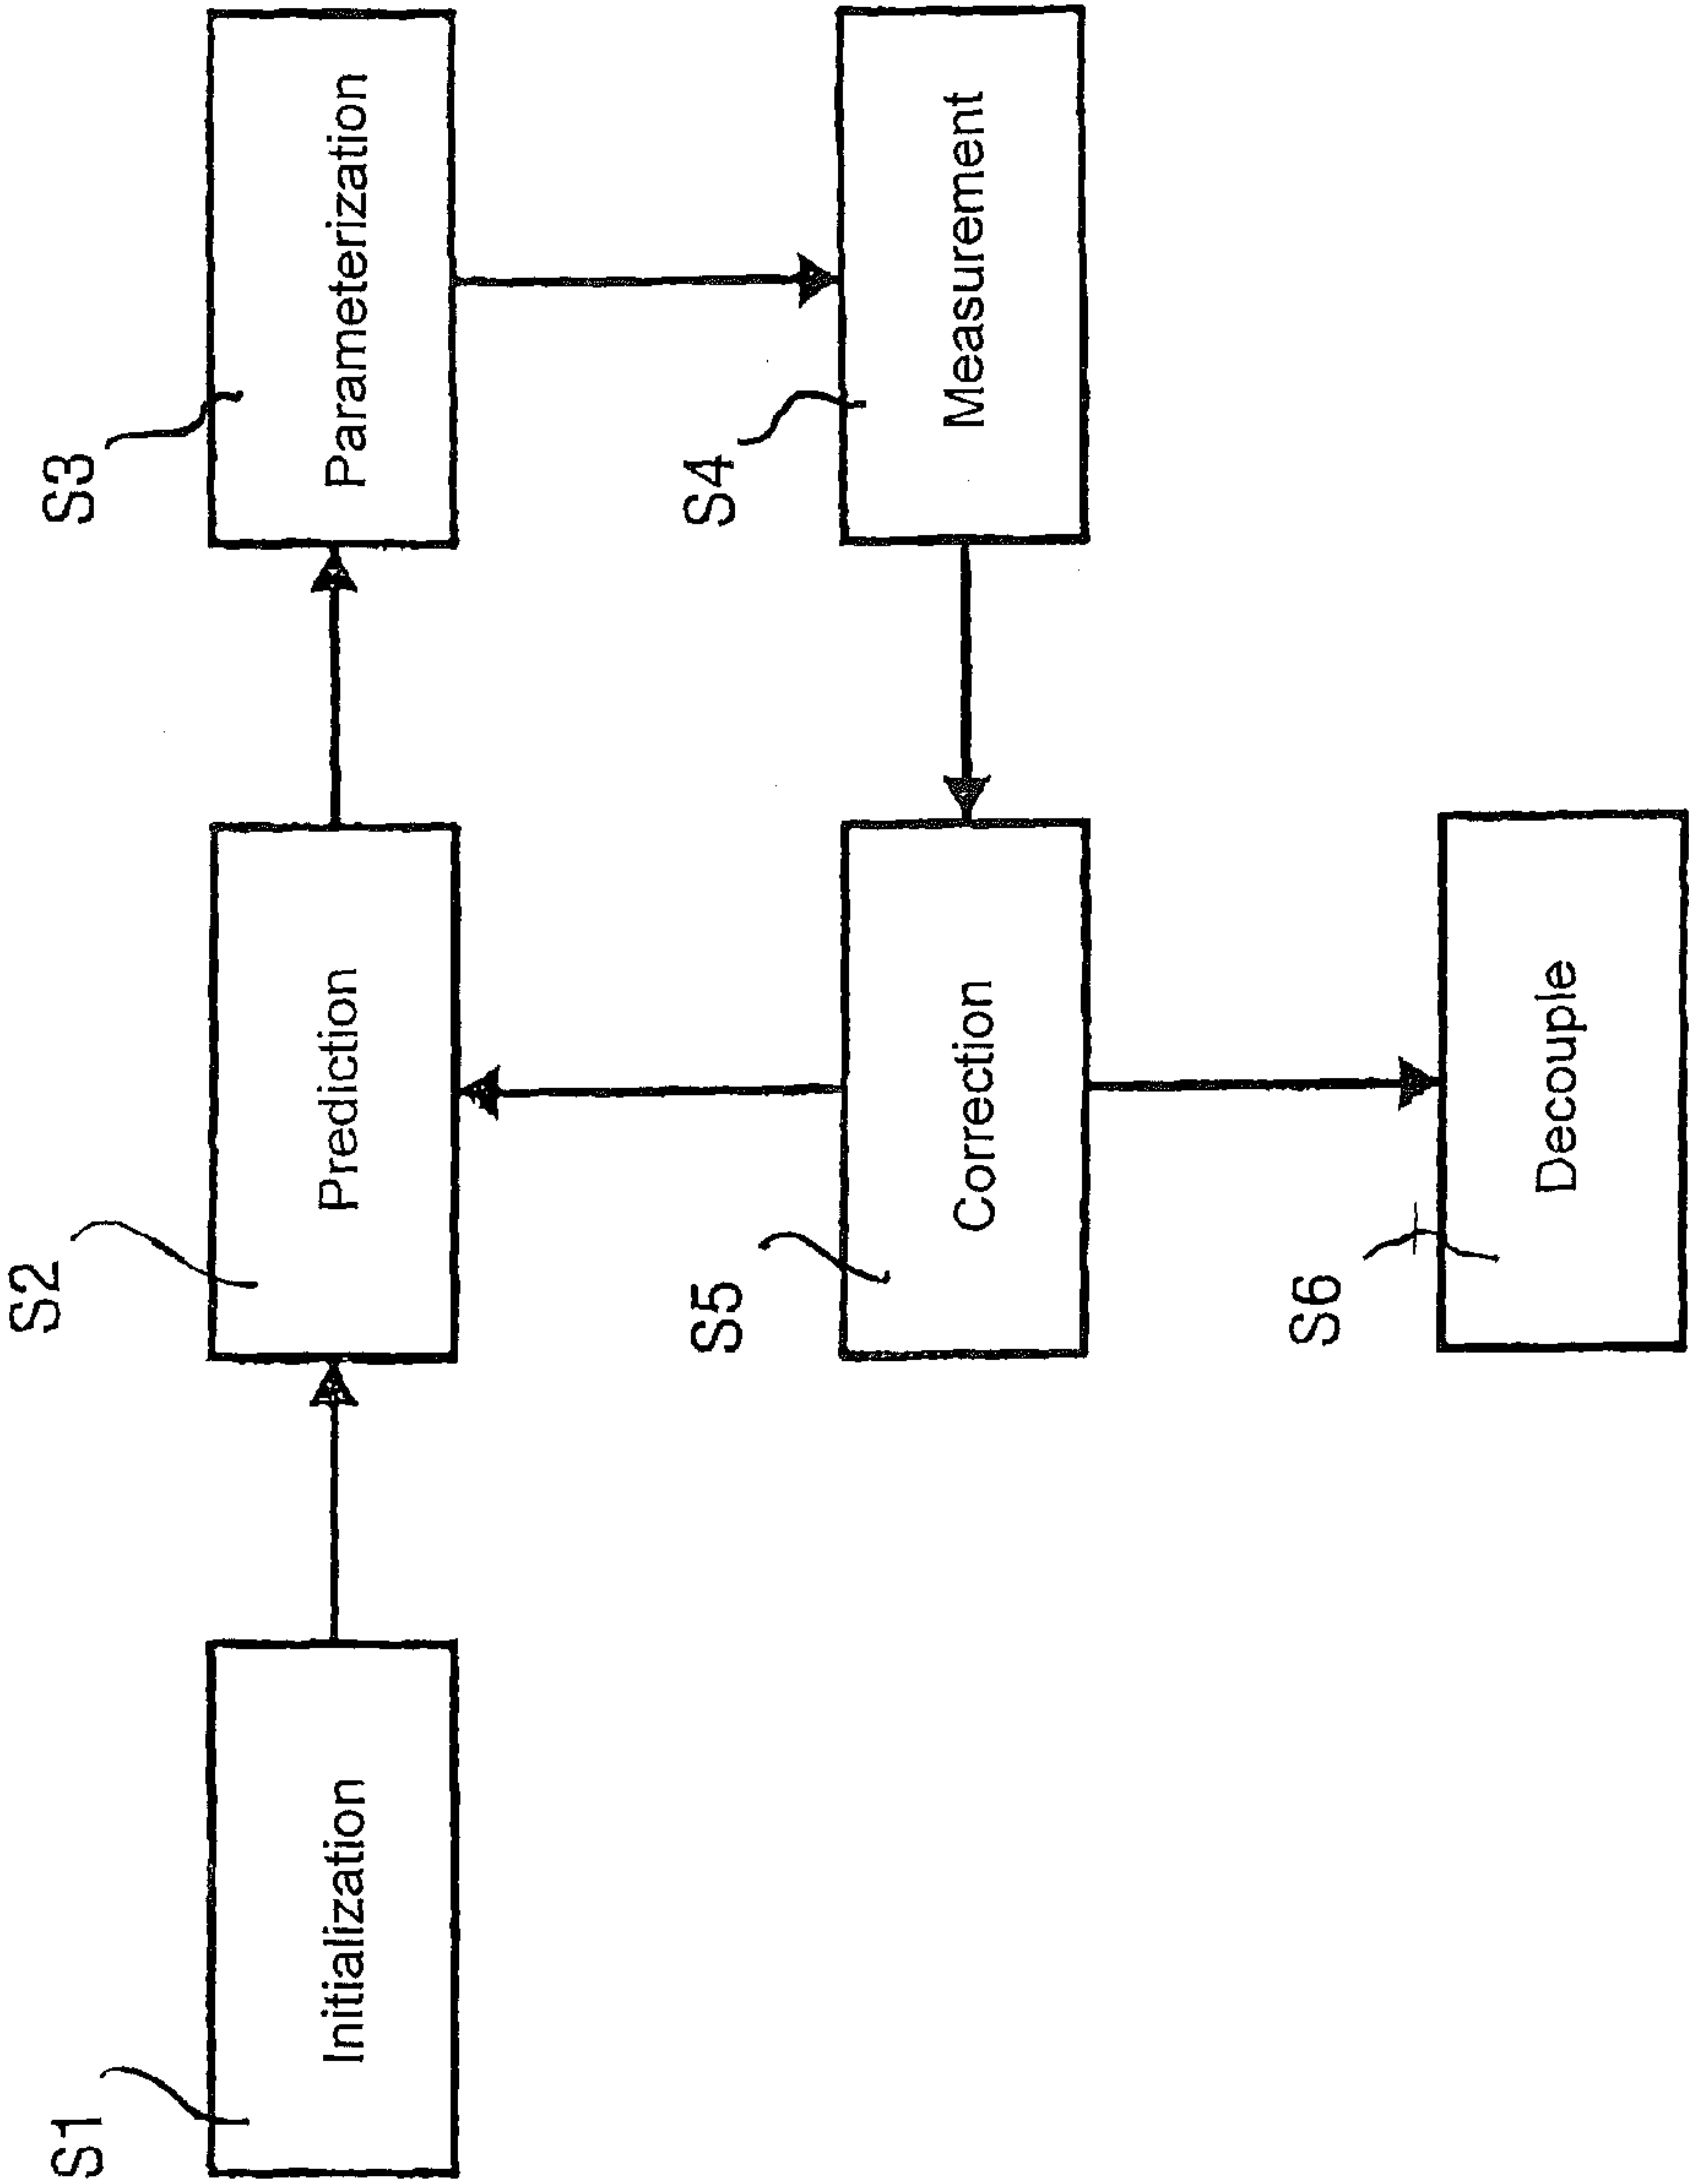 S1
Initialization
S2
Prediction
S3
Parameterization
S4
Measurement
S5
Correction
S6
Decouple